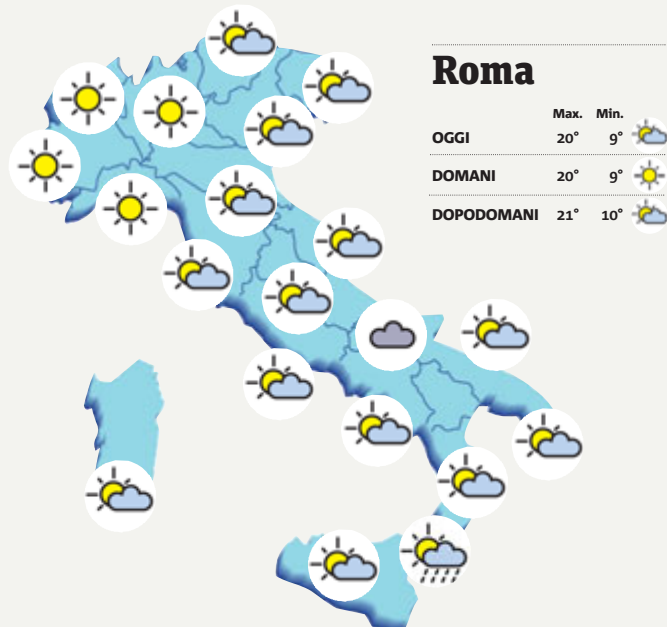 Roma
Max. Min.
OGGI 20° 9°
DOMANI 20° 9°
DOPODOMANI 21° 10°